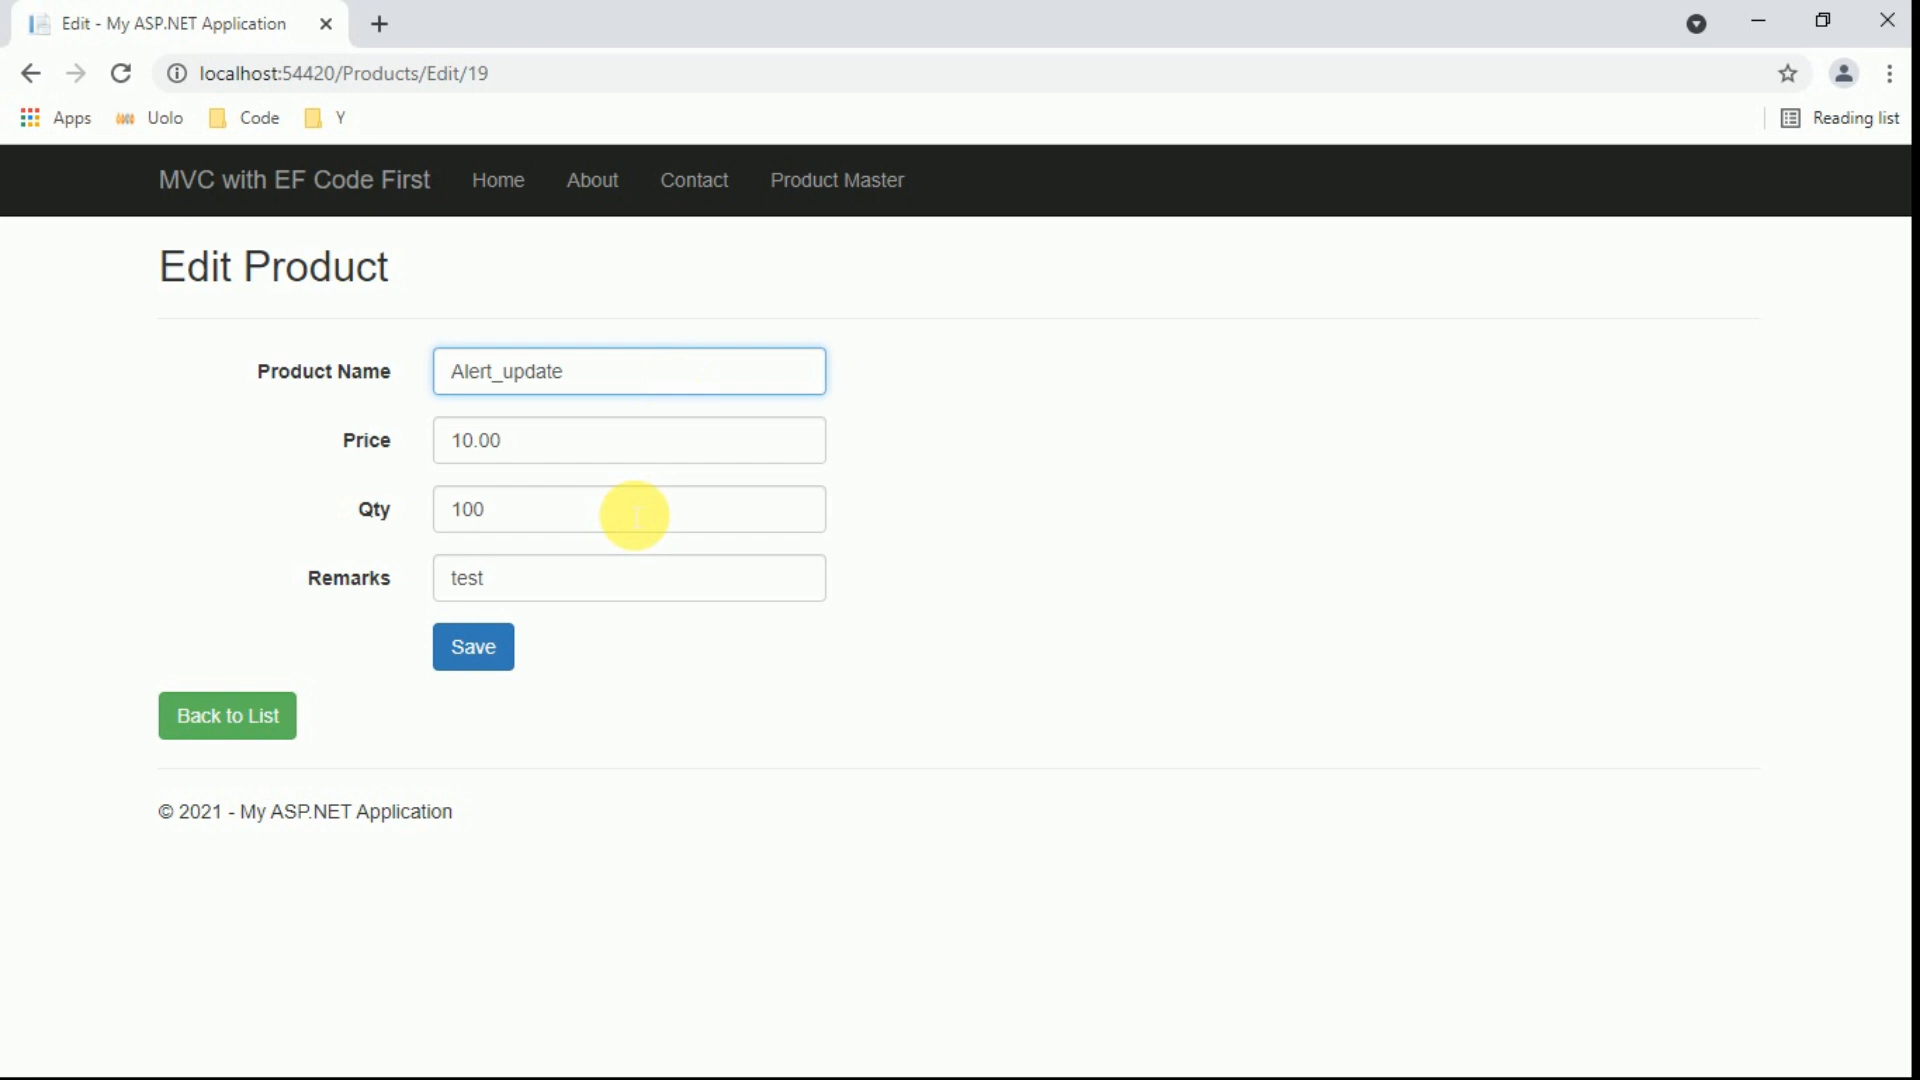 Edit - My ASP.NET Application
localhost:54420/Products/Edit/19
Apps Uolo Code Y Reading list
MVC with EF Code First Home About Contact Product Master
Edit Product
Product Name Alert_update
Price 10.00
Qty 100
Remarks test
Save
Back to List
© 2021 - My ASP.NET Application